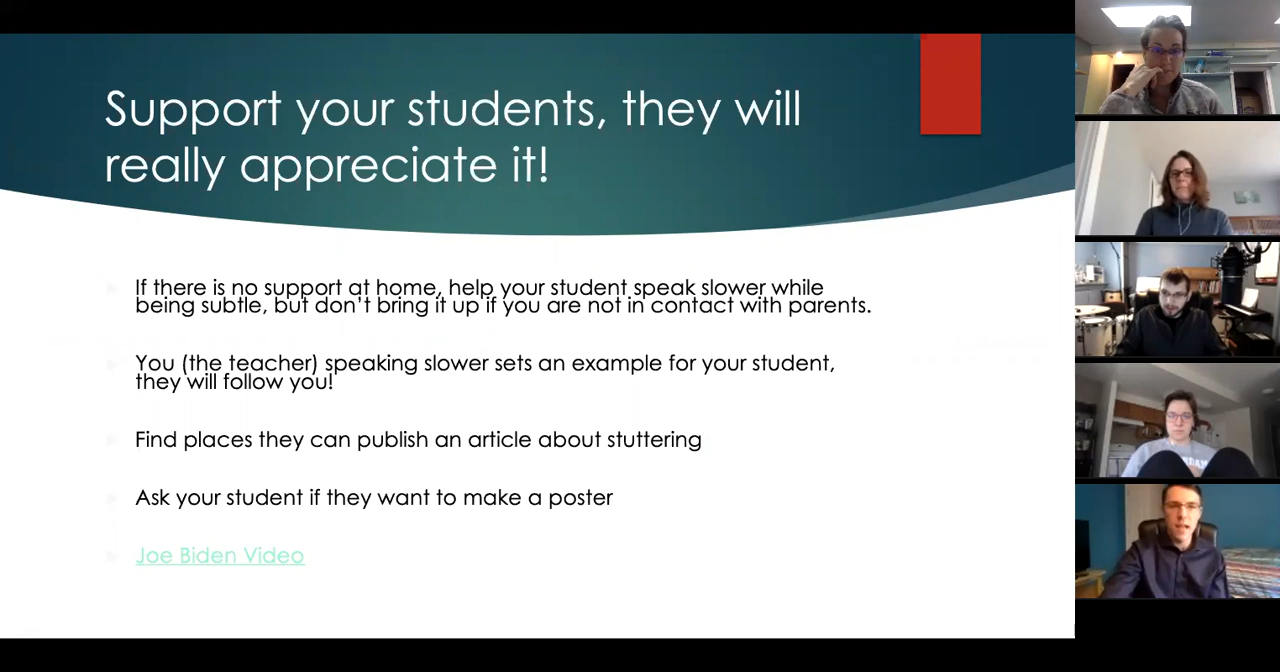 Support your students, they will
really appreciate it!
If there is no support at home, help your student speak slower while
being subtle, but don't bring it up if you are not in contact with parents.
You (the teacher) speaking slower sets an example for your student,
they will follow you!
Find places they can publish an article about stuttering
Ask your student if they want to make a poster
Joe Biden Video